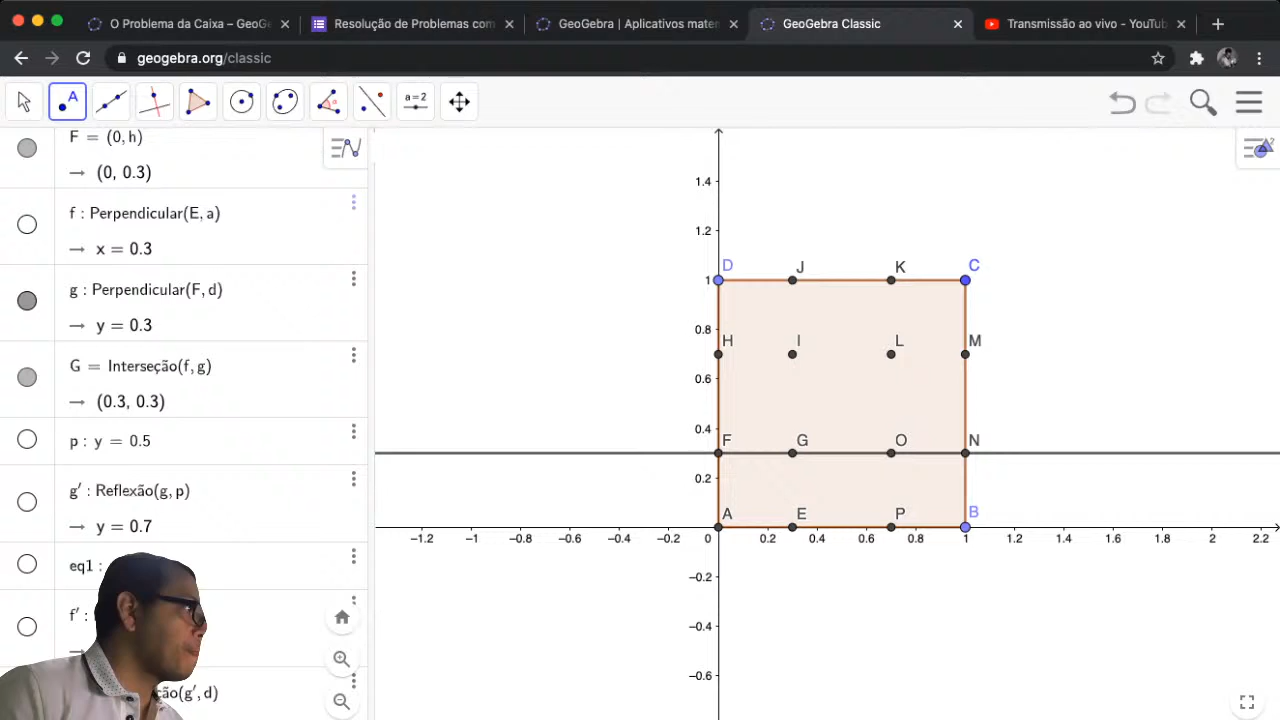 O Problema da Caixa – GeoGe
Resolução de Problemas com
GeoGebra | Aplicativos mater
GeoGebra Classic
Transmissão ao vivo - YouTub
geogebra.org/classic
A
a=2
F = (0, h)
→ (0, 0.3)
f : Perpendicular(E, a)
→ x = 0.3
g : Perpendicular(F, d)
→ y = 0.3
G = Interseção(f, g)
→ (0.3, 0.3)
p : y = 0.5
g′ : Reflexão(g, p)
→ y = 0.7
eq1 :
f′ :
ção(g′, d)
1.4
1.2
D J K C
1
0.8
H I L M
0.6
0.4
F G O N
0.2
A E P B
−1.2 −1 −0.8 −0.6 −0.4 −0.2 0 0.2 0.4 0.6 0.8 1 1.2 1.4 1.6 1.8 2 2.2
−0.2
−0.4
−0.6